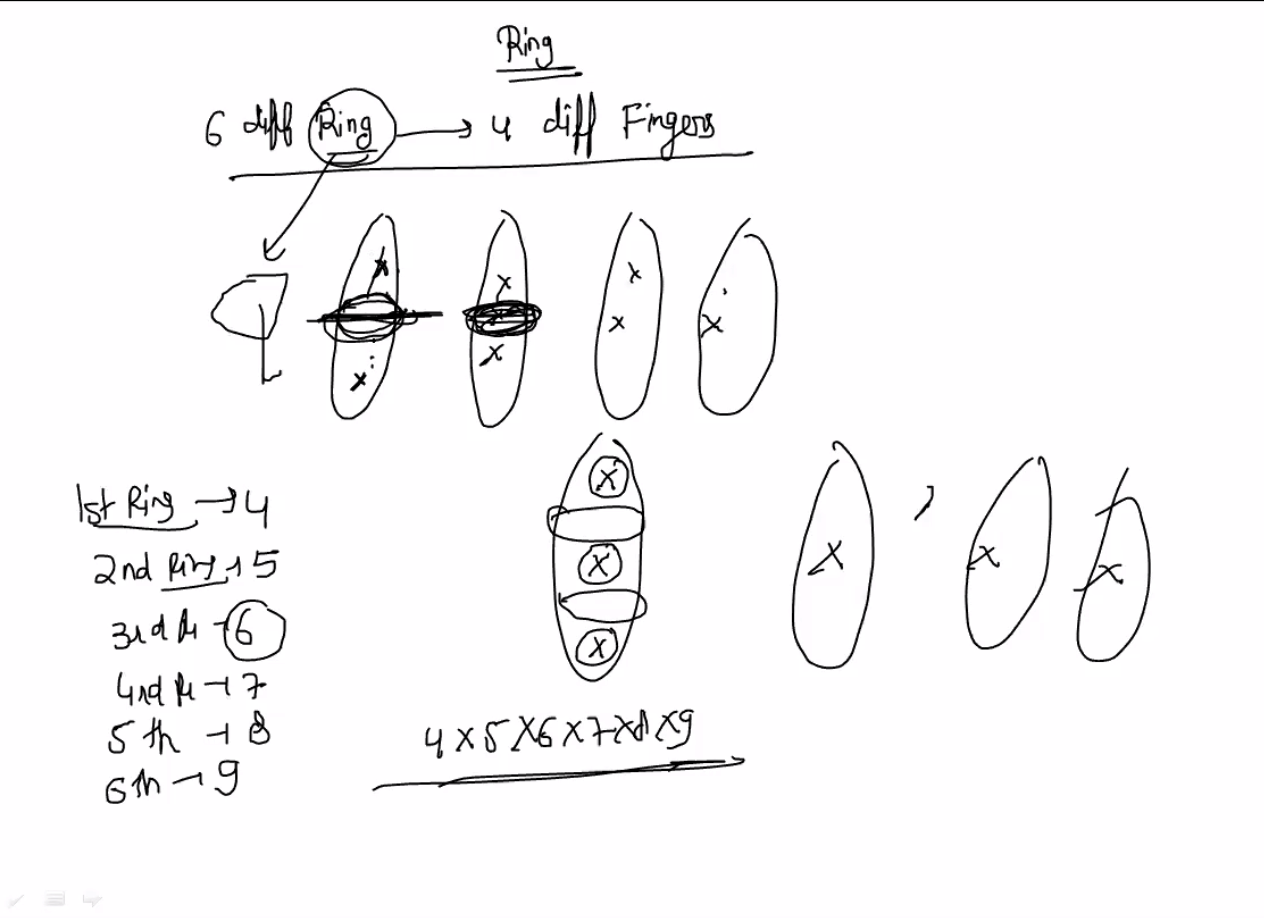 Ring
6 diff Ring → 4 diff Fingers
x x x
x x x
x
1st Ring → 4
2nd Ring → 5
3rd R → 6
4nd R → 7
5th → 8
6th → 9
x
x x x x
x
4 x 5 x 6 x 7 x 8 x 9